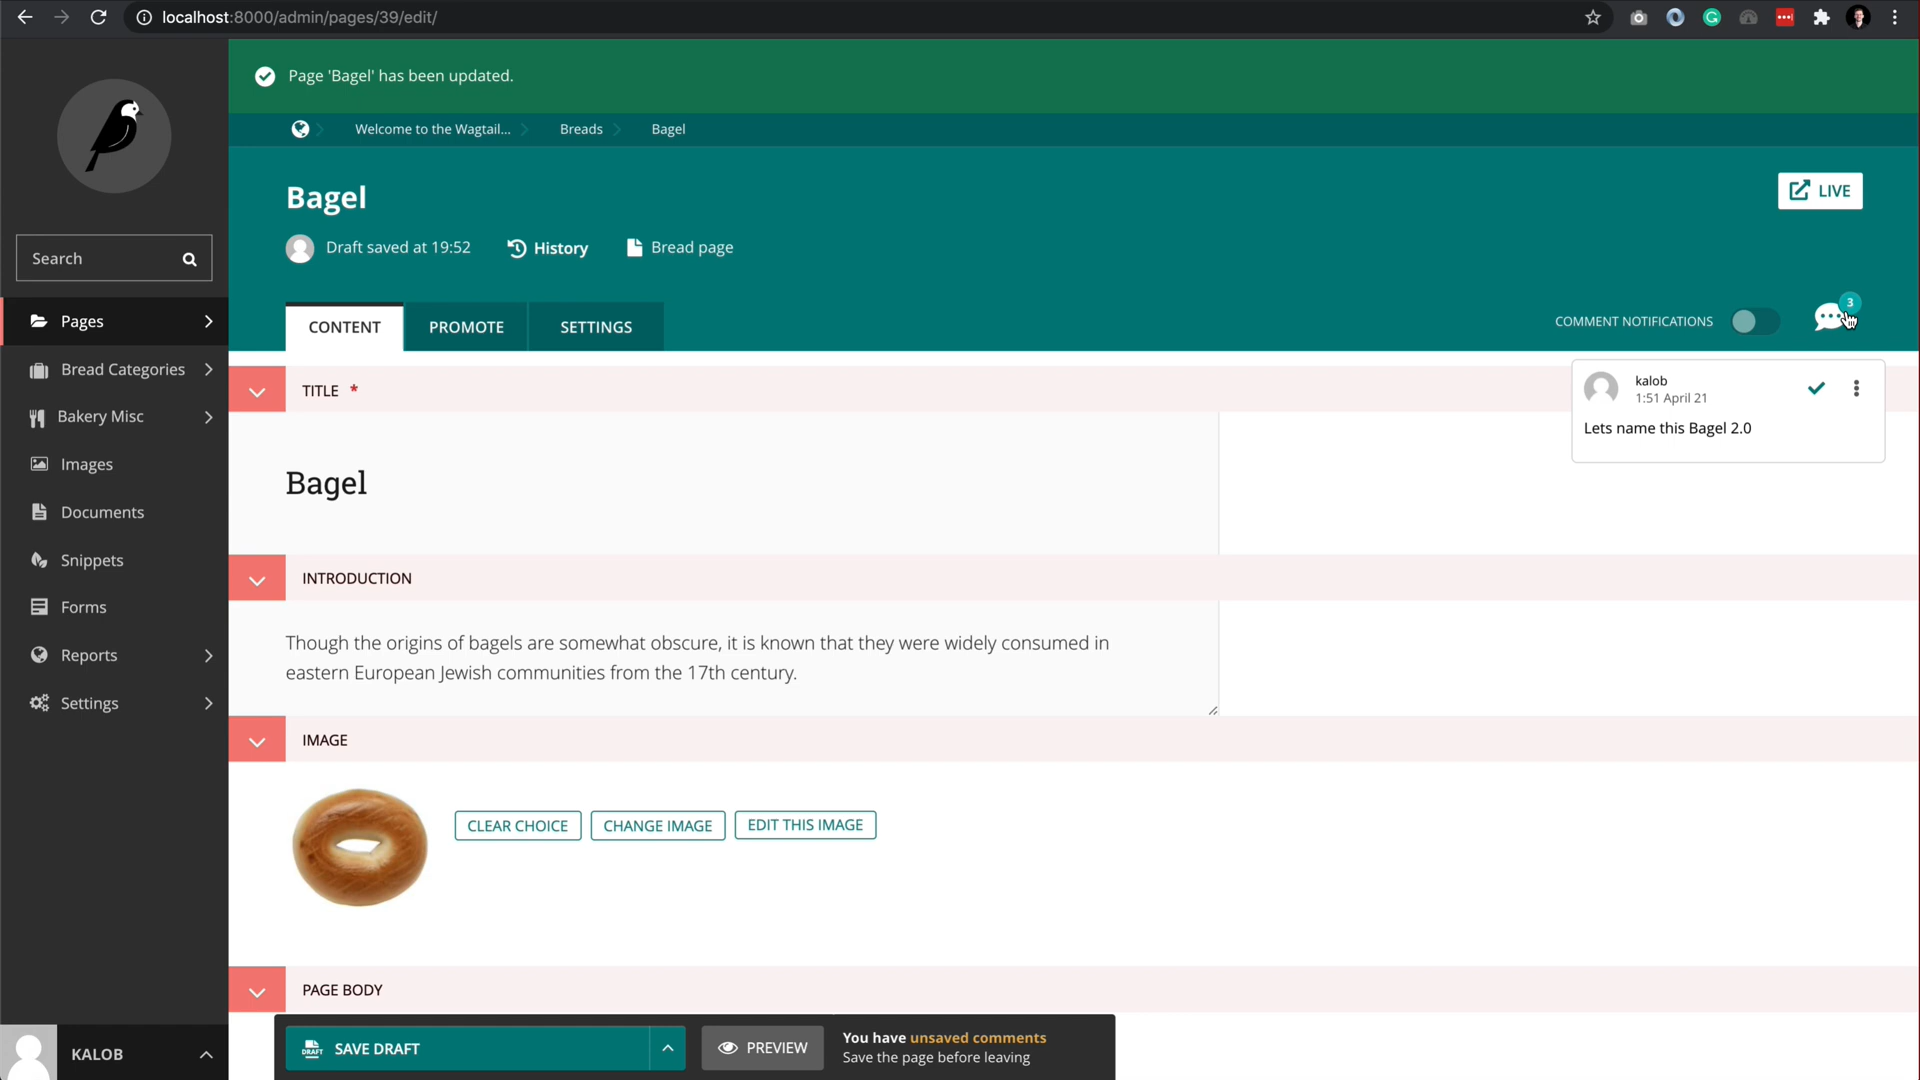 localhost:8000/admin/pages/39/edit/
Page 'Bagel' has been updated.
Welcome to the Wagtail... Breads Bagel
Bagel
LIVE
Draft saved at 19:52 History Bread page
Search
CONTENT PROMOTE SETTINGS
COMMENT NOTIFICATIONS
3
Pages
Bread Categories
Bakery Misc
Images
Documents
Snippets
Forms
Reports
Settings
KALOB
TITLE *
Bagel
kalob
1:51 April 21
Lets name this Bagel 2.0
INTRODUCTION
Though the origins of bagels are somewhat obscure, it is known that they were widely consumed in
eastern European Jewish communities from the 17th century.
IMAGE
CLEAR CHOICE CHANGE IMAGE EDIT THIS IMAGE
PAGE BODY
DRAFT SAVE DRAFT
PREVIEW
You have unsaved comments
Save the page before leaving